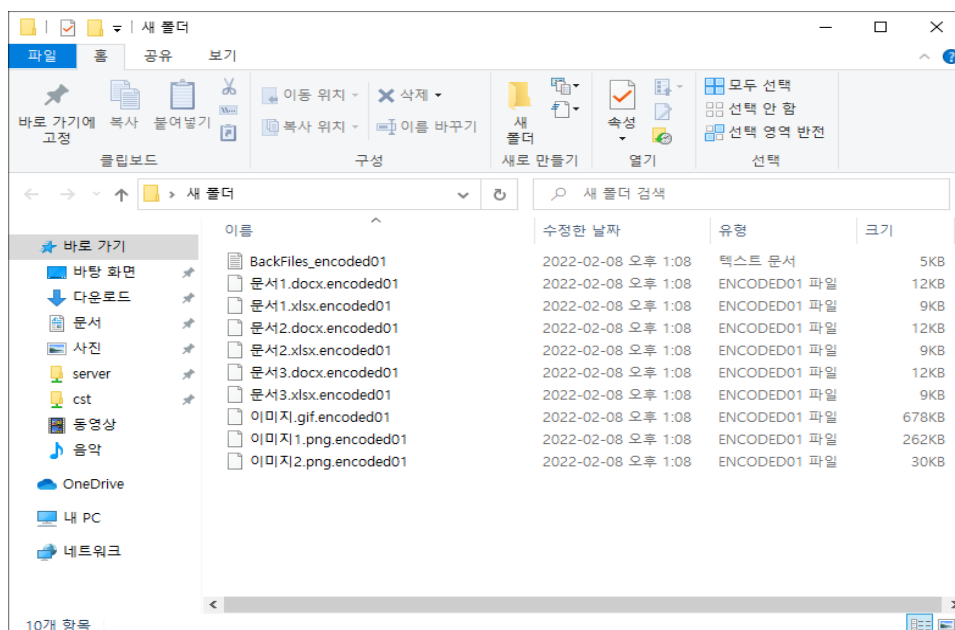 새 폴더
파일 홈 공유 보기
바로 가기에 고정
복사
붙여넣기
클립보드
이동 위치
복사 위치
삭제
이름 바꾸기
구성
새 폴더
새로 만들기
속성
열기
모두 선택
선택 안 함
선택 영역 반전
선택
새 폴더
새 폴더 검색
바로 가기
바탕 화면
다운로드
문서
사진
server
cst
동영상
음악
OneDrive
내 PC
네트워크
이름 수정한 날짜 유형 크기
BackFiles_encoded01 2022-02-08 오후 1:08 텍스트 문서 5KB
문서1.docx.encoded01 2022-02-08 오후 1:08 ENCODED01 파일 12KB
문서1.xlsx.encoded01 2022-02-08 오후 1:08 ENCODED01 파일 9KB
문서2.docx.encoded01 2022-02-08 오후 1:08 ENCODED01 파일 12KB
문서2.xlsx.encoded01 2022-02-08 오후 1:08 ENCODED01 파일 9KB
문서3.docx.encoded01 2022-02-08 오후 1:08 ENCODED01 파일 12KB
문서3.xlsx.encoded01 2022-02-08 오후 1:08 ENCODED01 파일 9KB
이미지.gif.encoded01 2022-02-08 오후 1:08 ENCODED01 파일 678KB
이미지1.png.encoded01 2022-02-08 오후 1:08 ENCODED01 파일 262KB
이미지2.png.encoded01 2022-02-08 오후 1:08 ENCODED01 파일 30KB
10개 항목